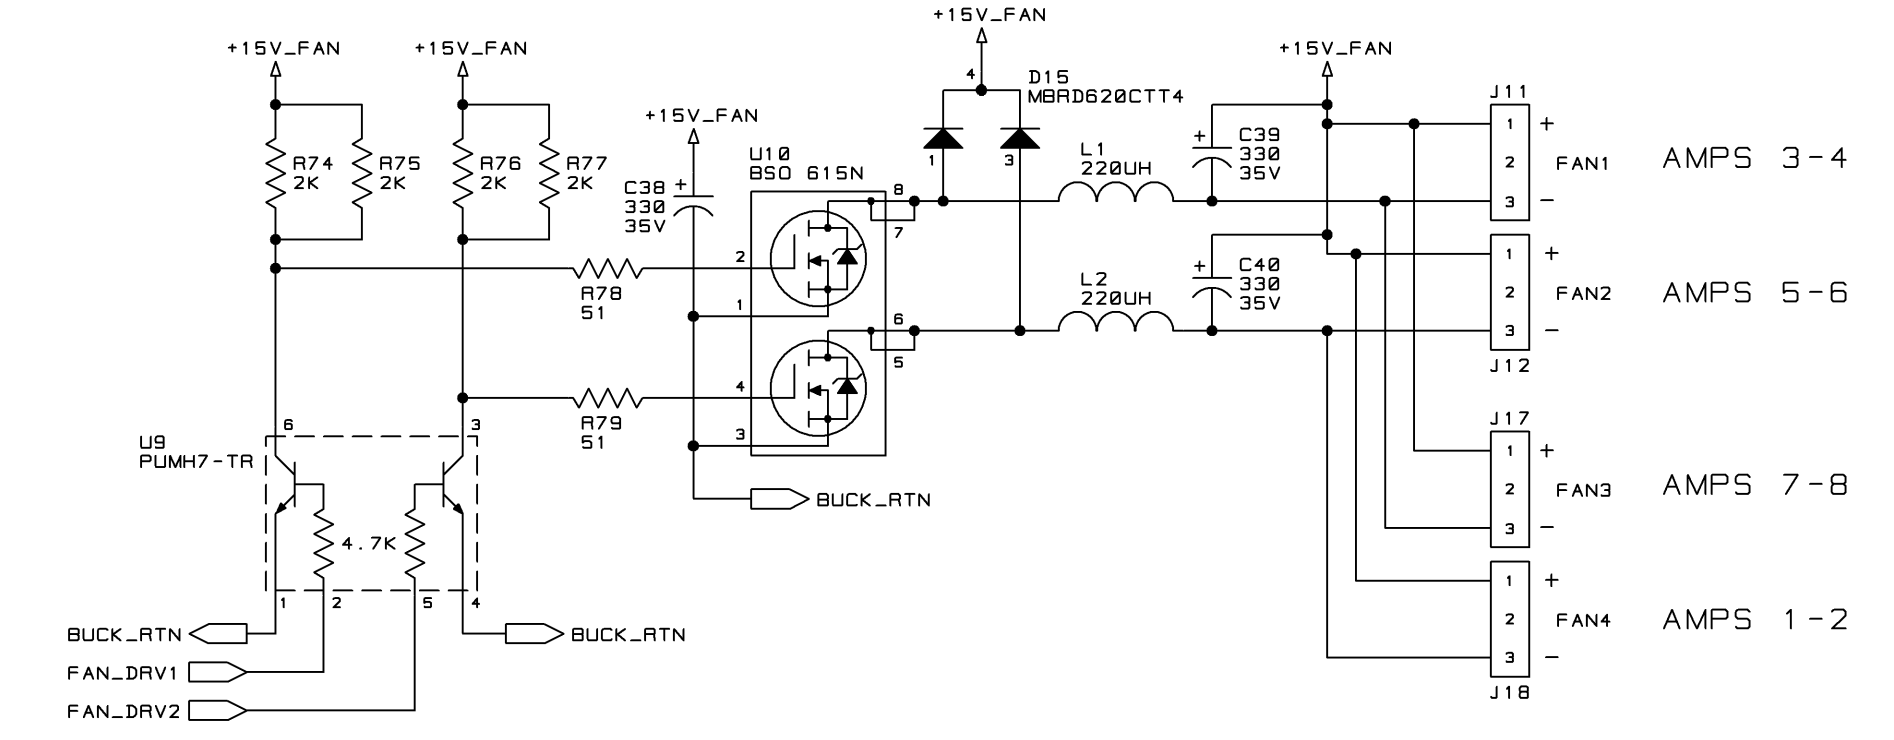 +15V_FAN
+15V_FAN
+15V_FAN
+15V_FAN
+15V_FAN
R74
2K
R75
2K
R76
2K
R77
2K
C38
330
35V
+
U10
BSO 615N
2
1
4
3
8
7
6
5
R78
51
R79
51
4
D15
MBRD620CTT4
1
3
L1
220UH
L2
220UH
+
C39
330
35V
+
C40
330
35V
J11
1
2
3
+
FAN1
-
AMPS 3-4
1
2
3
+
FAN2
-
J12
AMPS 5-6
J17
1
2
3
+
FAN3
-
AMPS 7-8
1
2
3
+
FAN4
-
J18
AMPS 1-2
U9
PUMH7-TR
6
3
4.7K
1
2
5
4
BUCK_RTN
BUCK_RTN
BUCK_RTN
FAN_DRV1
FAN_DRV2